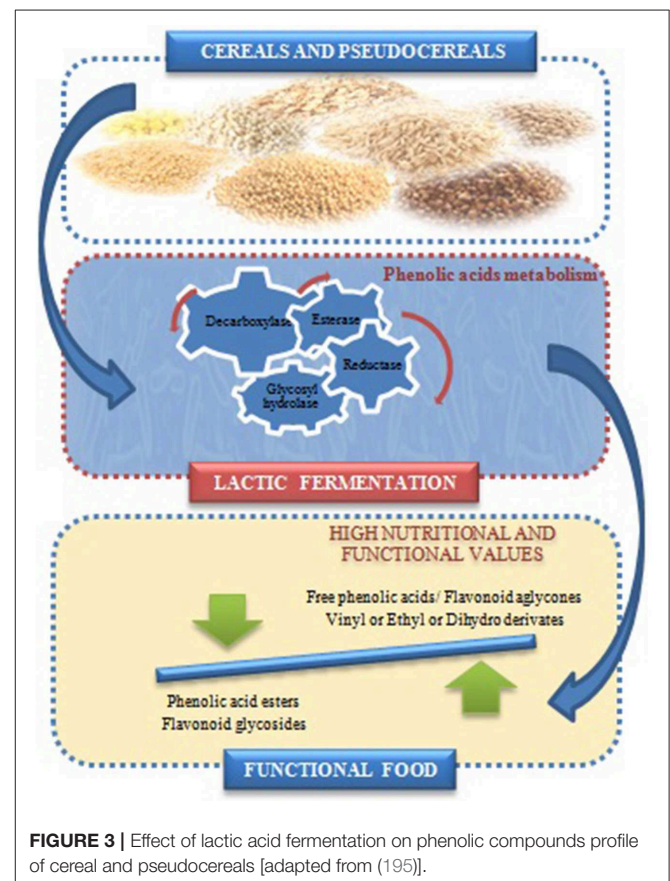 CEREALS AND PSEUDOCEREALS
Phenolic acids metabolism
Decarboxylase
Esterase
Reductase
Glycosyl
hydrolase
LACTIC FERMENTATION
HIGH NUTRITIONAL AND
FUNCTIONAL VALUES
Free phenolic acids/ Flavonoid aglycones
Vinyl or Ethyl or Dihydro derivates
Phenolic acid esters
Flavonoid glycosides
FUNCTIONAL FOOD
FIGURE 3 | Effect of lactic acid fermentation on phenolic compounds profile
of cereal and pseudocereals [adapted from (195)].